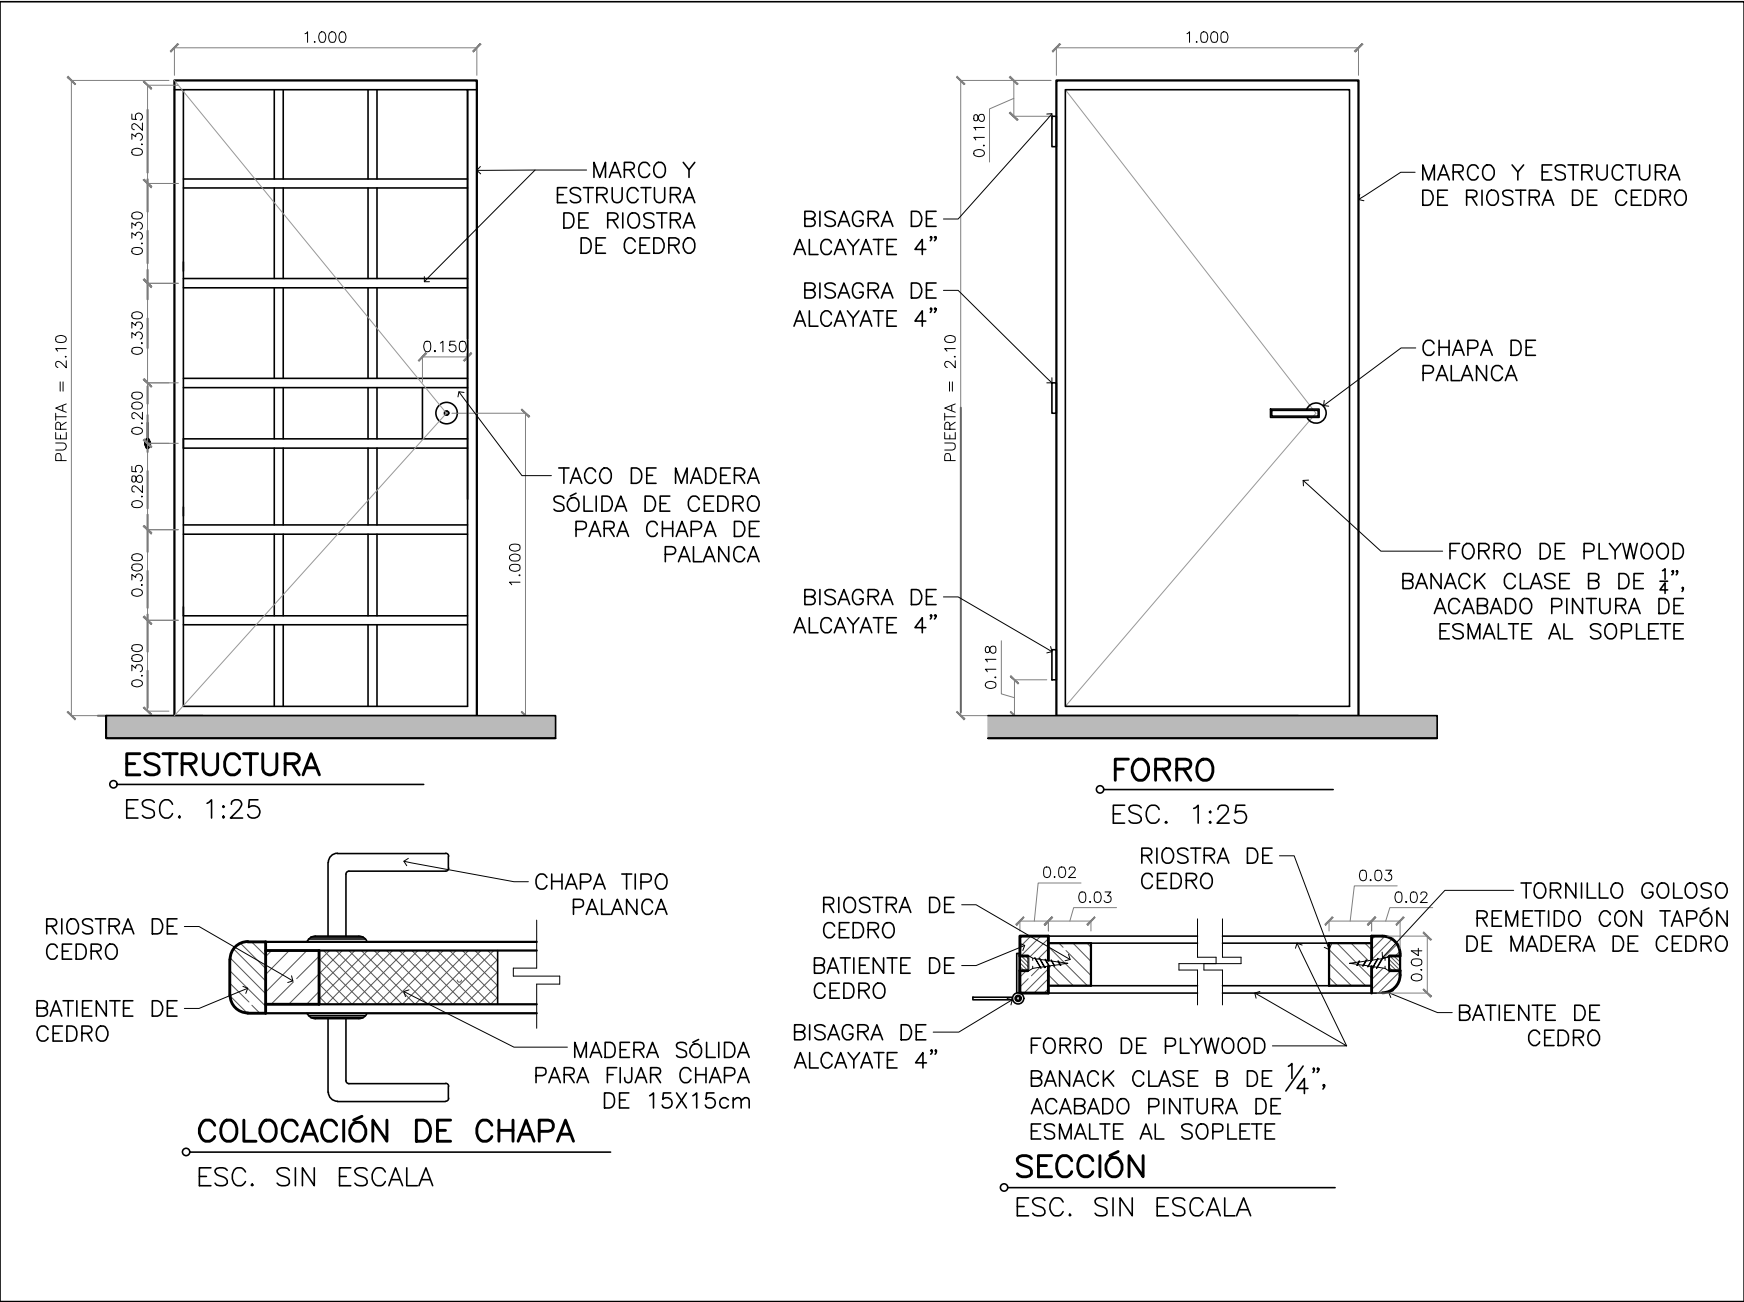 1.000
PUERTA = 2.10
0.325
0.330
0.330
0.200
0.285
0.300
0.300
0.150
1.000
MARCO Y
ESTRUCTURA
DE RIOSTRA
DE CEDRO
TACO DE MADERA
SÓLIDA DE CEDRO
PARA CHAPA DE
PALANCA
ESTRUCTURA
ESC. 1:25
1.000
PUERTA = 2.10
0.118
0.118
BISAGRA DE
ALCAYATE 4"
BISAGRA DE
ALCAYATE 4"
BISAGRA DE
ALCAYATE 4"
MARCO Y ESTRUCTURA
DE RIOSTRA DE CEDRO
CHAPA DE
PALANCA
FORRO DE PLYWOOD
BANACK CLASE B DE 1/4",
ACABADO PINTURA DE
ESMALTE AL SOPLETE
FORRO
ESC. 1:25
CHAPA TIPO
PALANCA
RIOSTRA DE
CEDRO
BATIENTE DE
CEDRO
MADERA SÓLIDA
PARA FIJAR CHAPA
DE 15X15cm
COLOCACIÓN DE CHAPA
ESC. SIN ESCALA
RIOSTRA DE
CEDRO
0.02
0.03
0.03
0.02
0.04
RIOSTRA DE
CEDRO
BATIENTE DE
CEDRO
BISAGRA DE
ALCAYATE 4"
TORNILLO GOLOSO
REMETIDO CON TAPÓN
DE MADERA DE CEDRO
BATIENTE DE
CEDRO
FORRO DE PLYWOOD
BANACK CLASE B DE 1/4",
ACABADO PINTURA DE
ESMALTE AL SOPLETE
SECCIÓN
ESC. SIN ESCALA